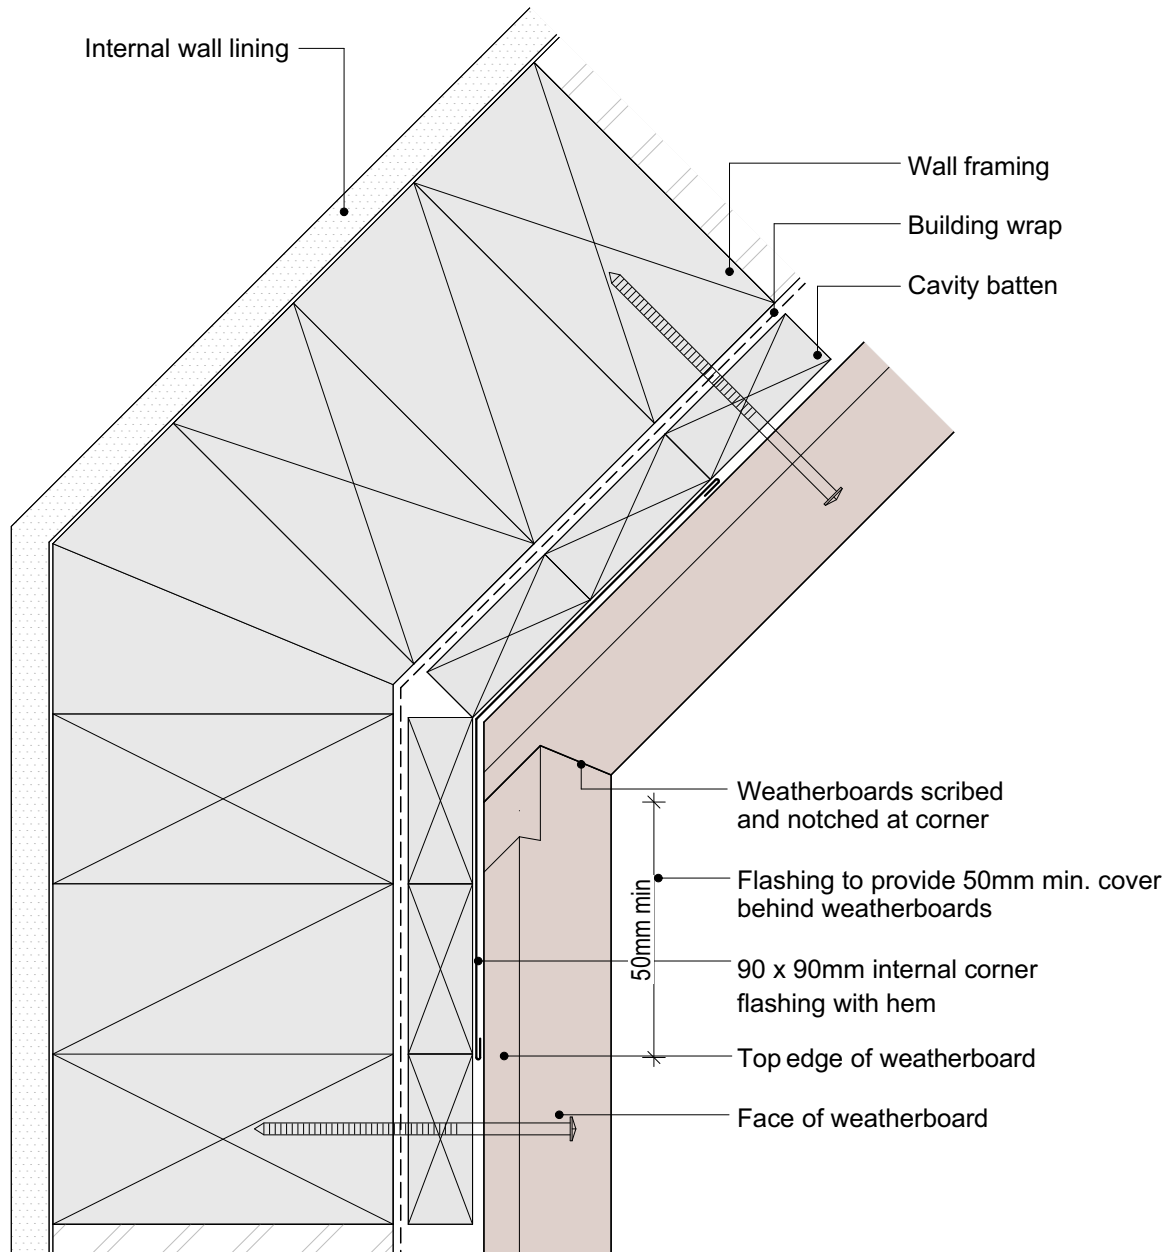 Internal wall lining
Wall framing
Building wrap
Cavity batten
Weatherboards scribed
and notched at corner
Flashing to provide 50mm min. cover
behind weatherboards
50mm min
90 x 90mm internal corner
flashing with hem
Top edge of weatherboard
Face of weatherboard